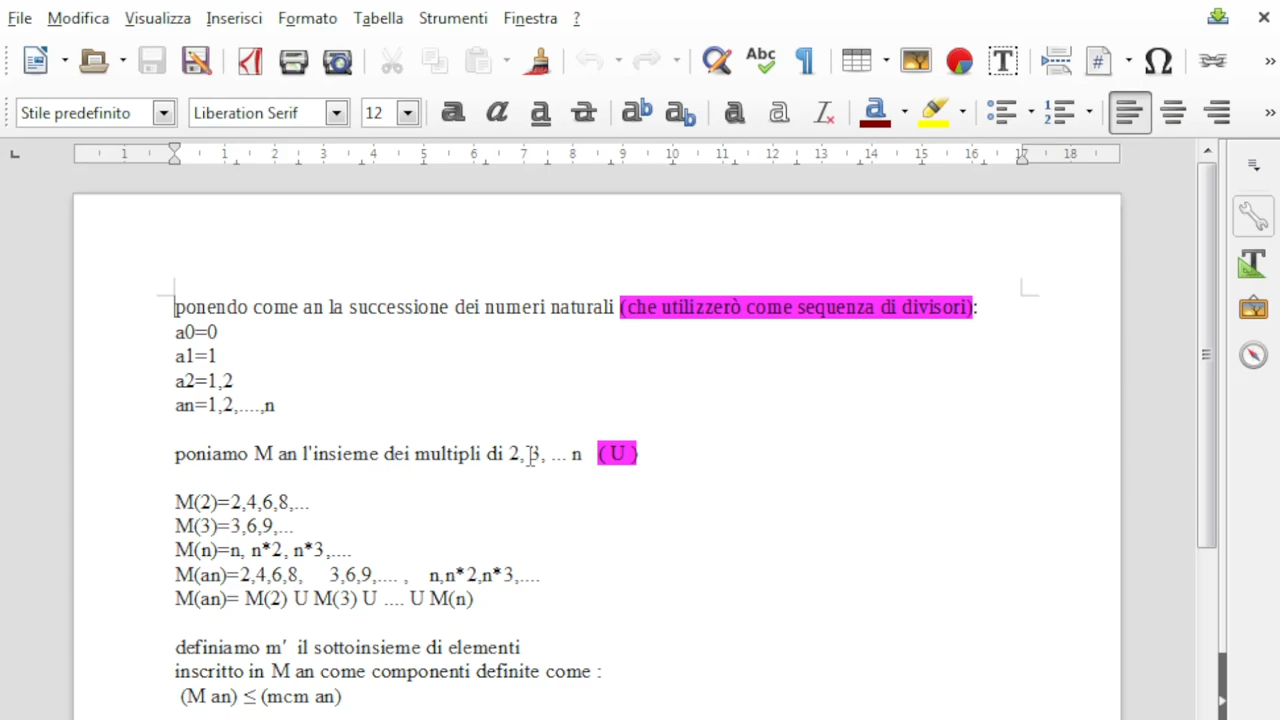 File Modifica Visualizza Inserisci Formato Tabella Strumenti Finestra ?
Abc # Ω »
Stile predefinito Liberation Serif 12 a a a a ab ab a a I a »
1 1 2 3 4 5 6 7 8 9 10 11 12 13 14 15 16 17 18
ponendo come an la successione dei numeri naturali (che utilizzerò come sequenza di divisori):
a0=0
a1=1
a2=1,2
an=1,2,....,n
poniamo M an l'insieme dei multipli di 2, 3, ... n ( U )
M(2)=2,4,6,8,...
M(3)=3,6,9,...
M(n)=n, n*2, n*3,....
M(an)=2,4,6,8, 3,6,9,.... , n,n*2,n*3,....
M(an)= M(2) U M(3) U .... U M(n)
definiamo m' il sottoinsieme di elementi
inscritto in M an come componenti definite come :
(M an) ≤ (mcm an)